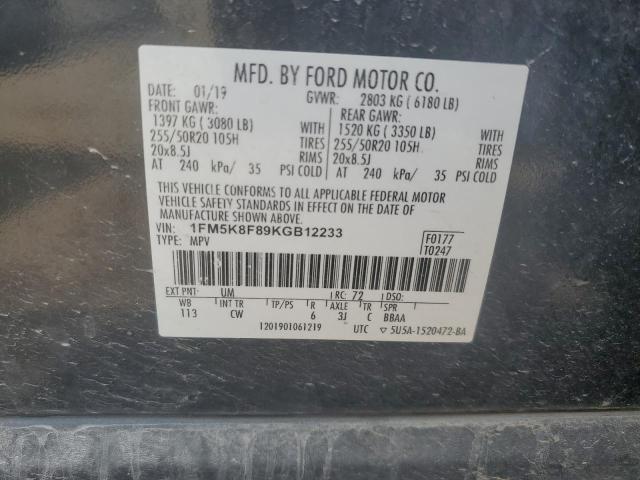 MFD. BY FORD MOTOR CO.
DATE: 01/19 GVWR: 2803 KG ( 6180 LB)
FRONT GAWR: REAR GAWR:
1397 KG ( 3080 LB) WITH 1520 KG ( 3350 LB) WITH
255/50R20 105H TIRES 255/50R20 105H TIRES
20x8.5J RIMS 20x8.5J RIMS
AT 240 kPa/ 35 PSI COLD AT 240 kPa/ 35 PSI COLD
THIS VEHICLE CONFORMS TO ALL APPLICABLE FEDERAL MOTOR
VEHICLE SAFETY STANDARDS IN EFFECT ON THE DATE OF
MANUFACTURE SHOWN ABOVE.
VIN: 1FM5K8F89KGB12233
TYPE: MPV
F0177
T0247
EXT PNT: UM RC: 72 DSO:
WB INT TR TP/PS R AXLE TR SPR
113 CW 6 3J C BBAA
1201901061219 UTC ▽ 5U5A-1520472-BA